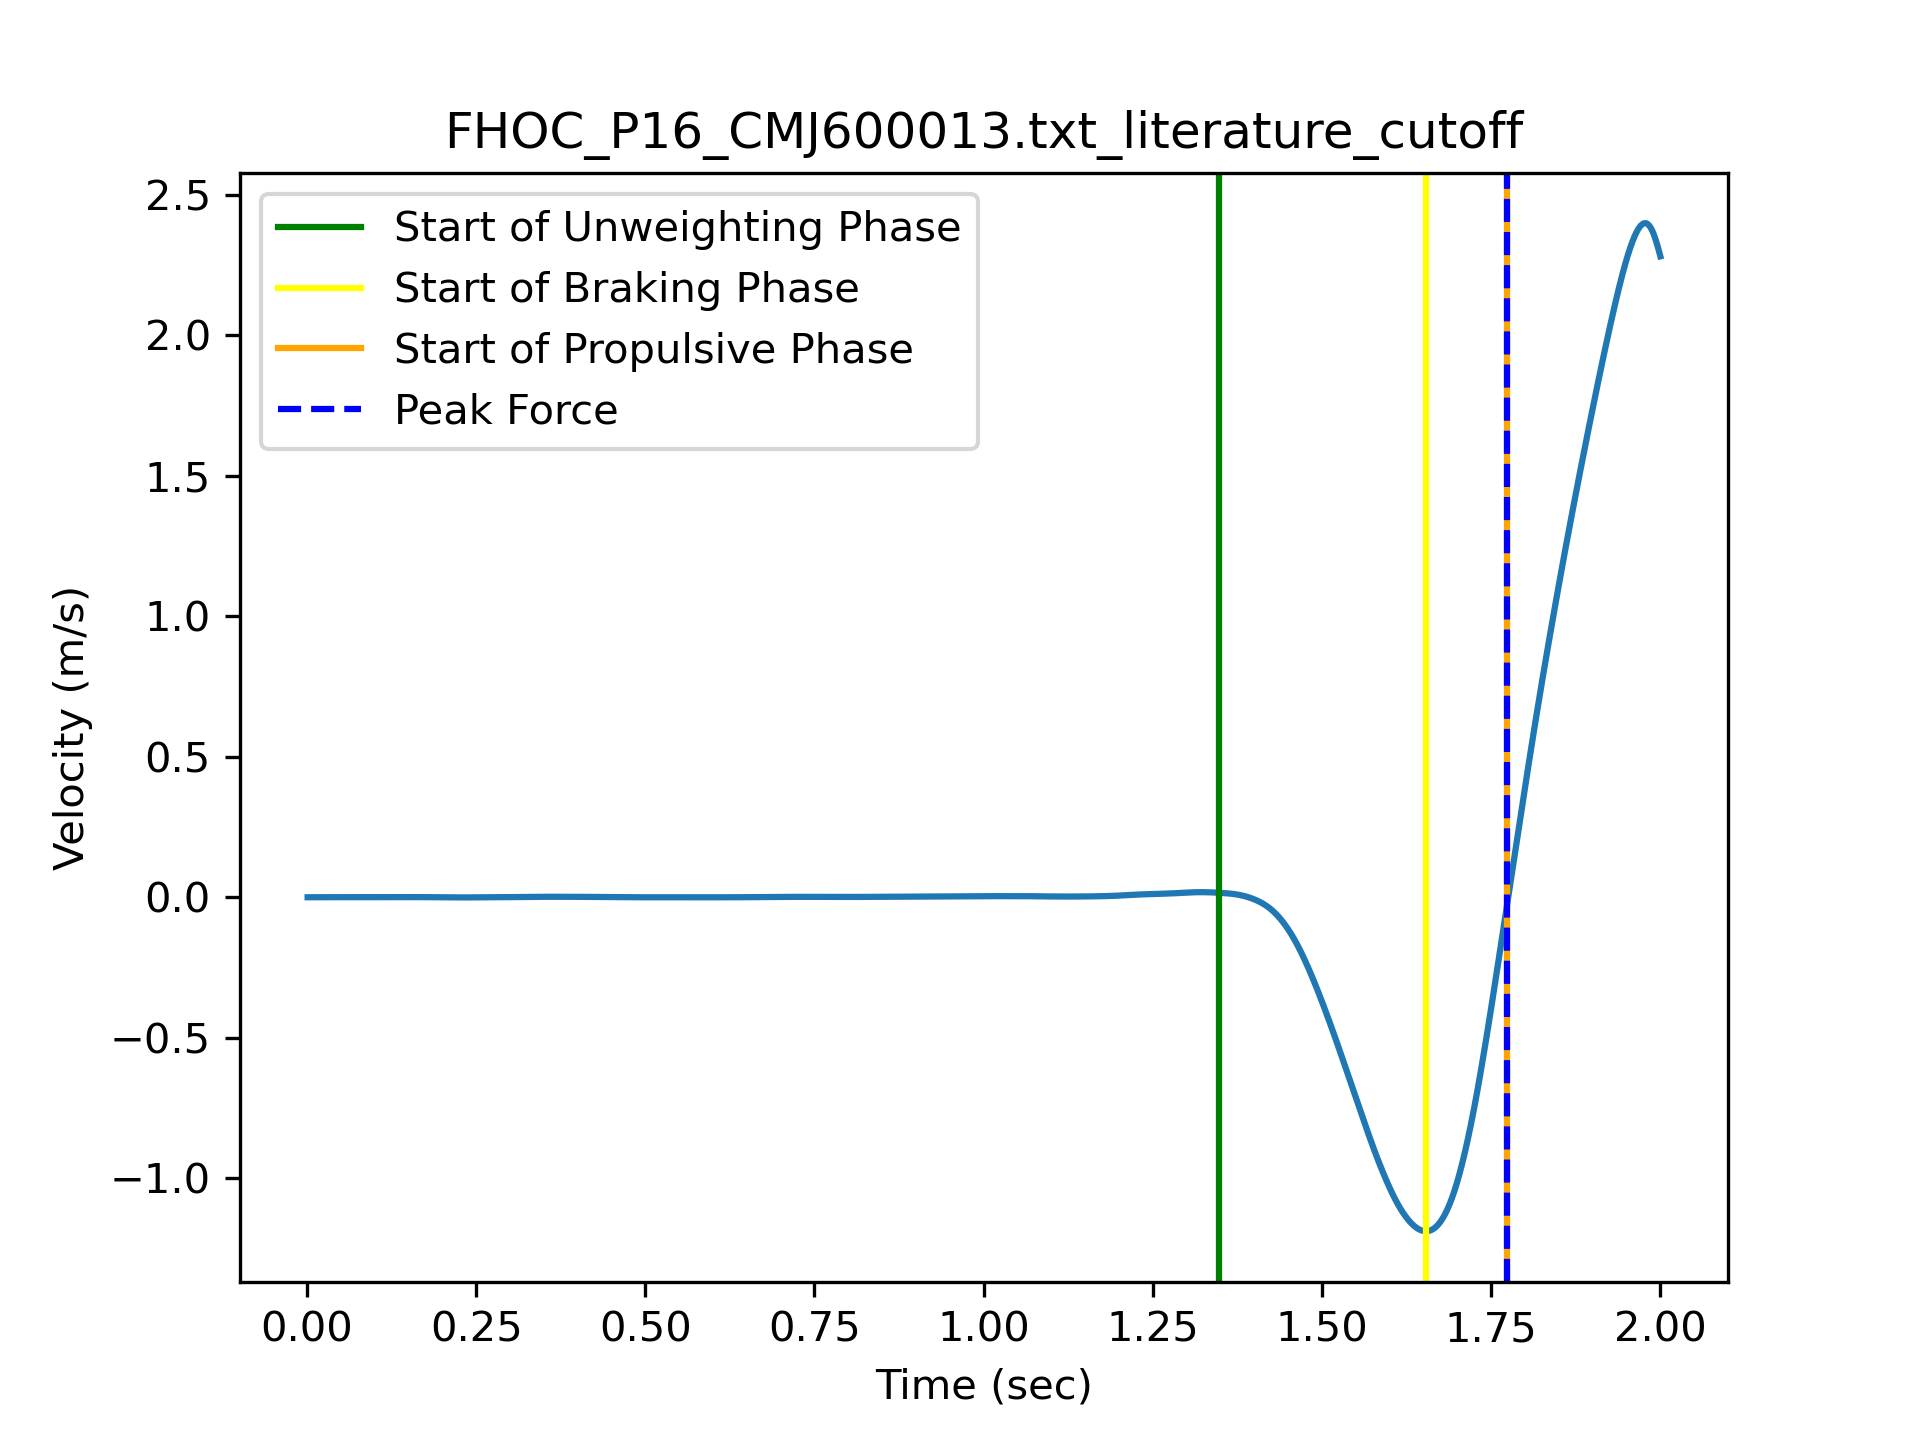 FHOC_P16_CMJ600013.txt_literature_cutoff
2.5
2.0
1.5
1.0
0.5
0.0
−0.5
−1.0
Velocity (m/s)
Start of Unweighting Phase
Start of Braking Phase
Start of Propulsive Phase
Peak Force
0.00 0.25 0.50 0.75 1.00 1.25 1.50 1.75 2.00
Time (sec)